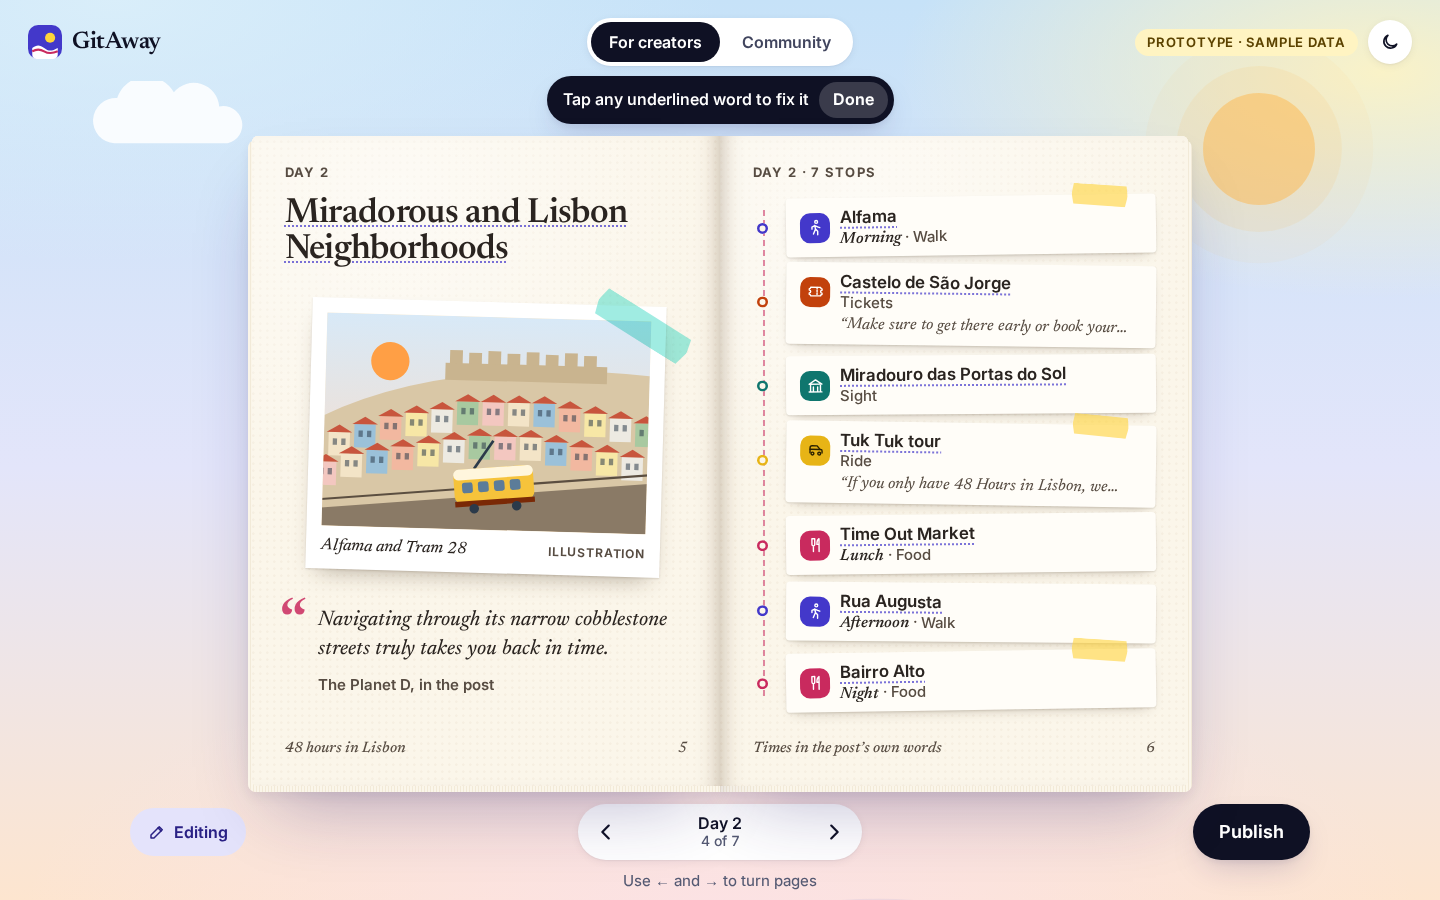 GitAway
For creators
Community
PROTOTYPE · SAMPLE DATA
Tap any underlined word to fix it
Done
DAY 2
Miradorous and Lisbon
Neighborhoods
Alfama and Tram 28
ILLUSTRATION
“ Navigating through its narrow cobblestone
streets truly takes you back in time.
The Planet D, in the post
48 hours in Lisbon
5
DAY 2 · 7 STOPS
Alfama
Morning · Walk
Castelo de São Jorge
Tickets
“Make sure to get there early or book your...
Miradouro das Portas do Sol
Sight
Tuk Tuk tour
Ride
“If you only have 48 Hours in Lisbon, we...
Time Out Market
Lunch · Food
Rua Augusta
Afternoon · Walk
Bairro Alto
Night · Food
Times in the post’s own words
6
Editing
Day 2
4 of 7
Publish
Use ← and → to turn pages